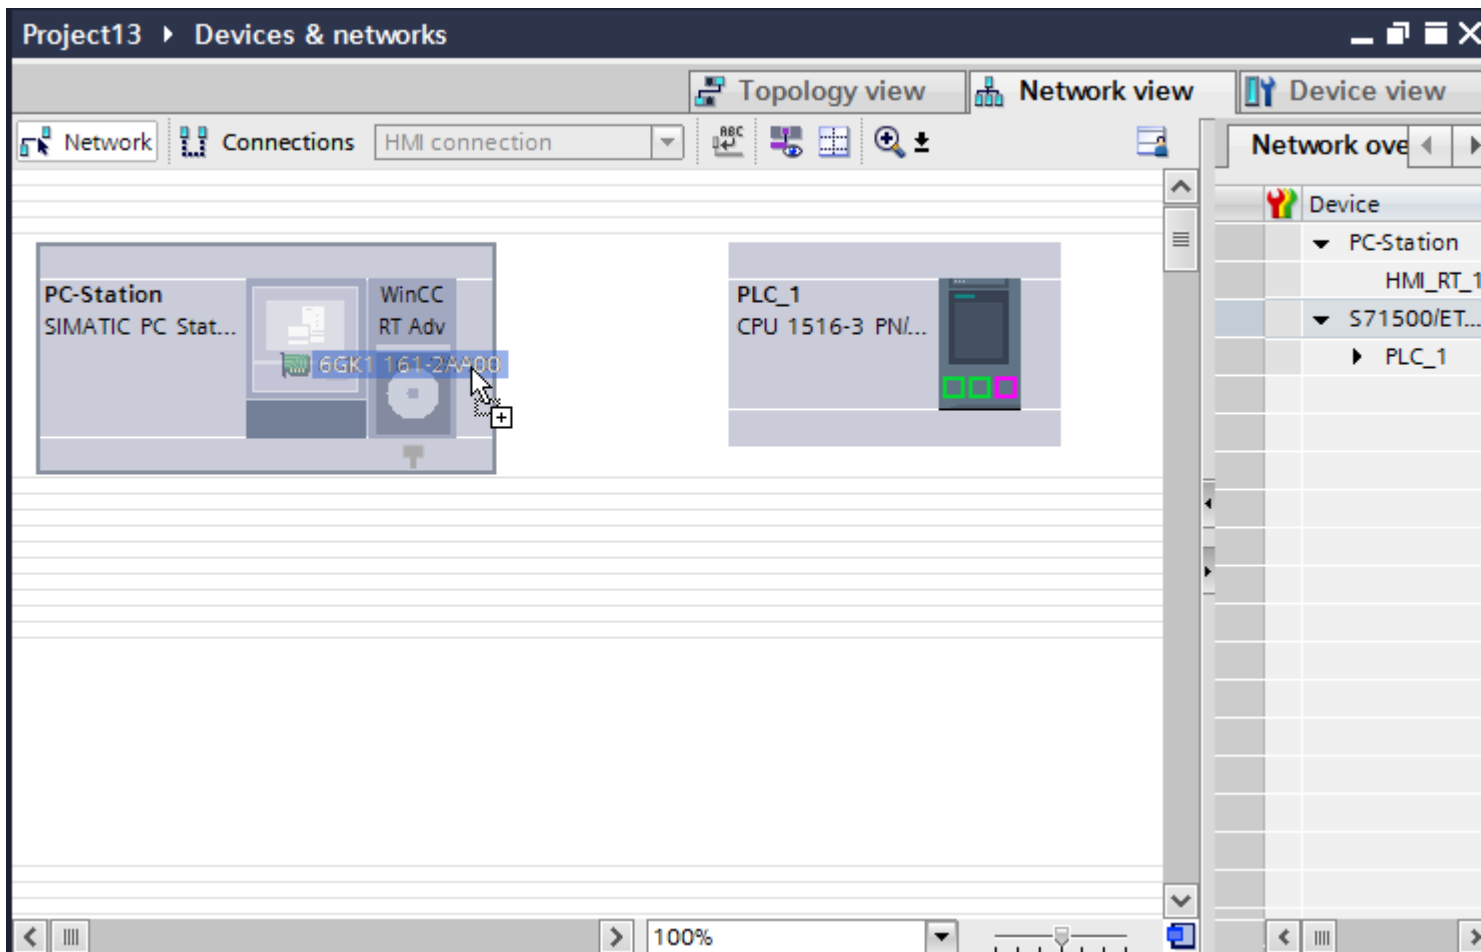 Project13 ▸ Devices & networks
Topology view
Network view
Device view
Network
Connections
HMI connection
ABC
Network ove
Device
PC-Station
HMI_RT_1
S71500/ET...
PLC_1
PC-Station
SIMATIC PC Stat...
WinCC
RT Adv
6GK1 161-2AA00
PLC_1
CPU 1516-3 PN/...
100%